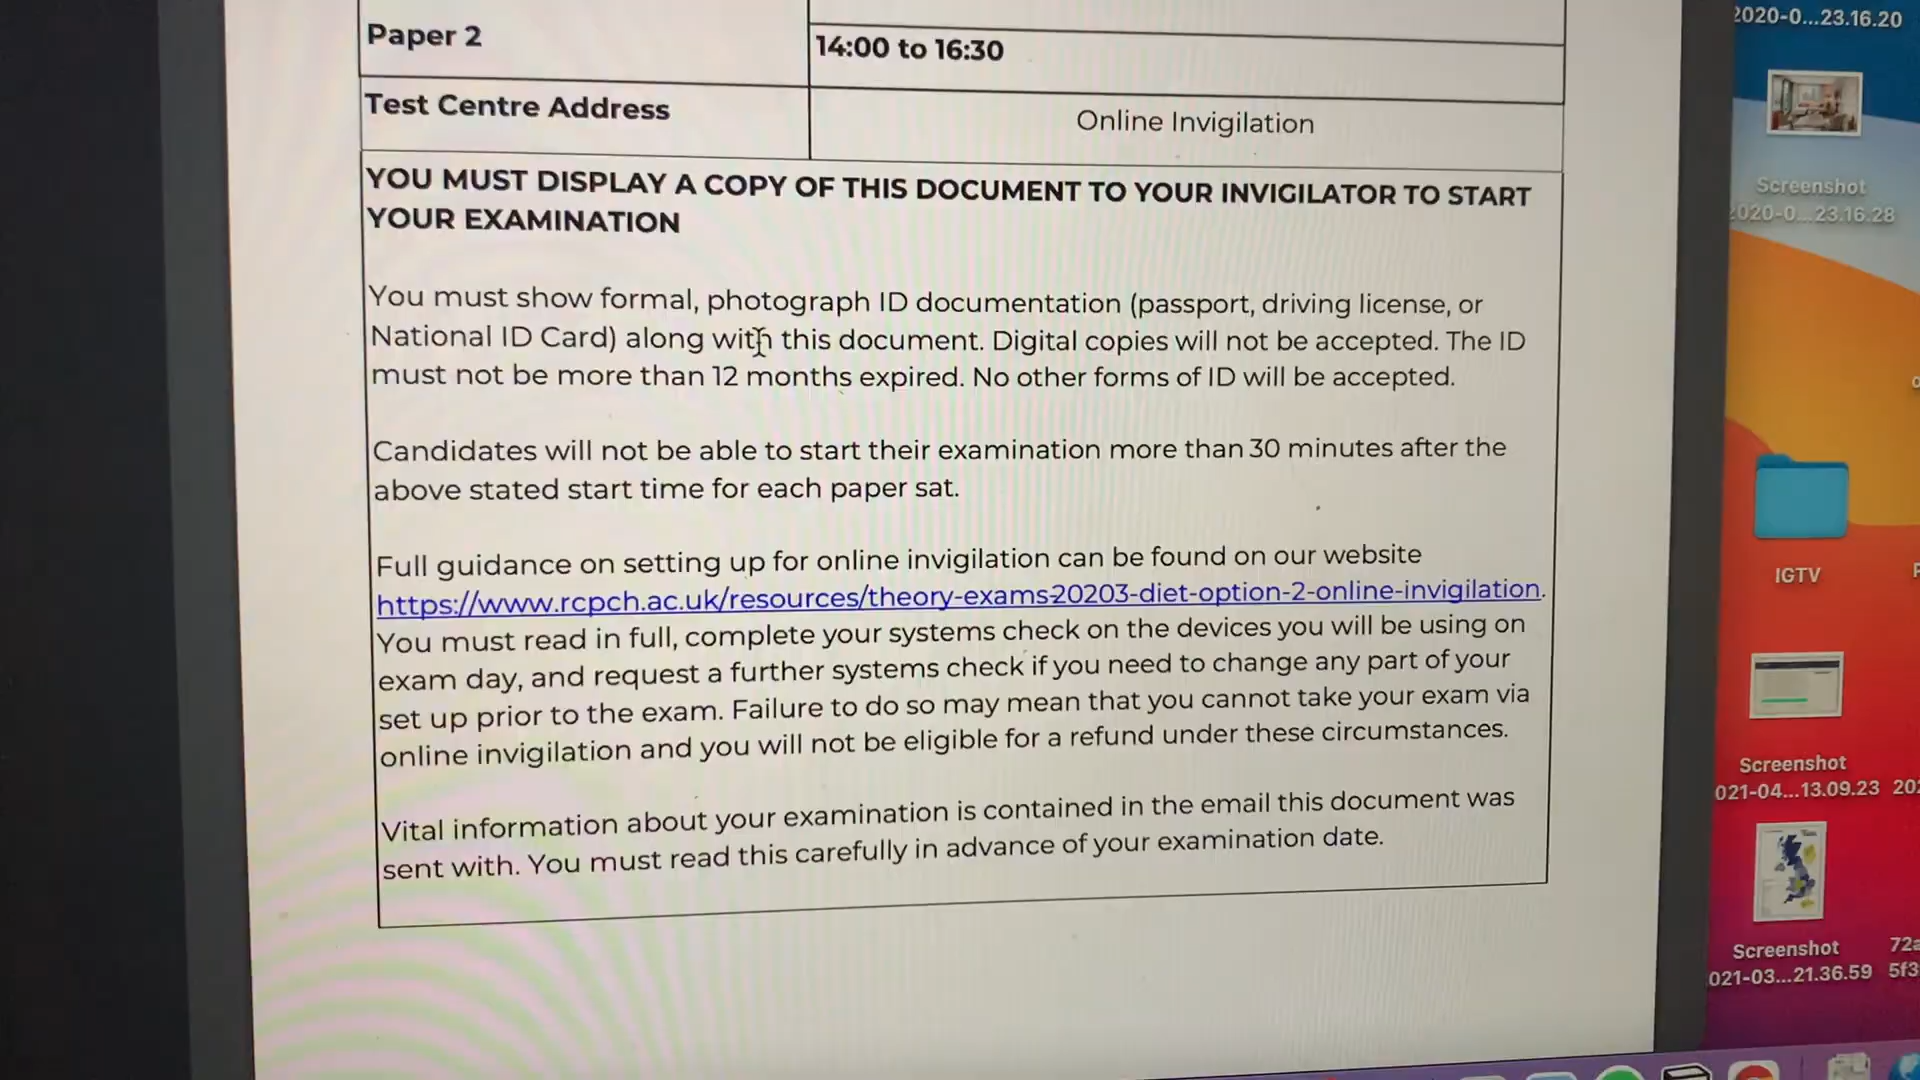 Paper 2
14:00 to 16:30
Test Centre Address
Online Invigilation
YOU MUST DISPLAY A COPY OF THIS DOCUMENT TO YOUR INVIGILATOR TO START
YOUR EXAMINATION
You must show formal, photograph ID documentation (passport, driving license, or
National ID Card) along with this document. Digital copies will not be accepted. The ID
must not be more than 12 months expired. No other forms of ID will be accepted.
Candidates will not be able to start their examination more than 30 minutes after the
above stated start time for each paper sat.
Full guidance on setting up for online invigilation can be found on our website
https://www.rcpch.ac.uk/resources/theory-exams-20203-diet-option-2-online-invigilation.
You must read in full, complete your systems check on the devices you will be using on
exam day, and request a further systems check if you need to change any part of your
set up prior to the exam. Failure to do so may mean that you cannot take your exam via
online invigilation and you will not be eligible for a refund under these circumstances.
Vital information about your examination is contained in the email this document was
sent with. You must read this carefully in advance of your examination date.
2020-0...23.16.20
Screenshot
2020-0...23.16.28
IGTV
Screenshot
021-04...13.09.23
202
Screenshot
021-03...21.36.59
72a
5f3